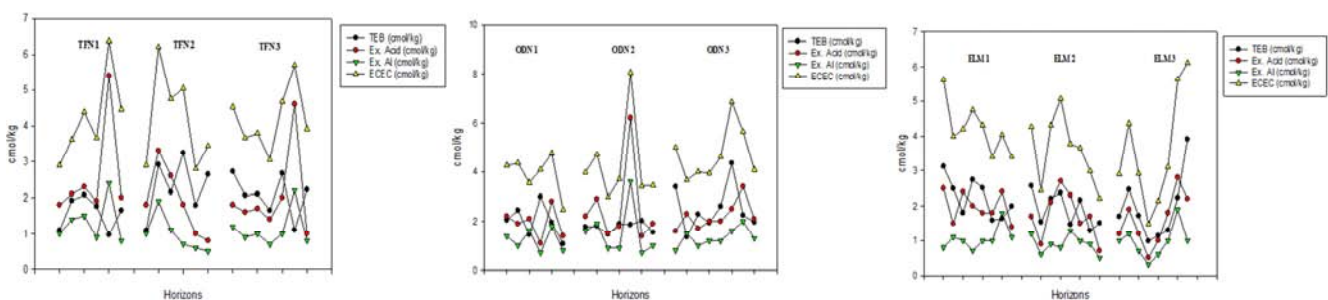 7
6
5
4
3
2
1
0
cmol/kg
TFN1
TFN2
TFN3
TEB (cmol/kg)
Ex. Acid (cmol/kg)
Ex. Al (cmol/kg)
ECEC (cmol/kg)
Horizons
10
8
6
4
2
0
cmol/kg
ODN1
ODN2
ODN3
TEB (cmol/kg)
Ex. Acid (cmol/kg)
Ex. Al (cmol/kg)
ECEC (cmol/kg)
Horizons
7
6
5
4
3
2
1
0
cmol/kg
ELM1
ELM2
ELM3
TEB (cmol/kg)
Ex. Acid (cmol/kg)
Ex. Al (cmol/kg)
ECEC (cmol/kg)
Horizons